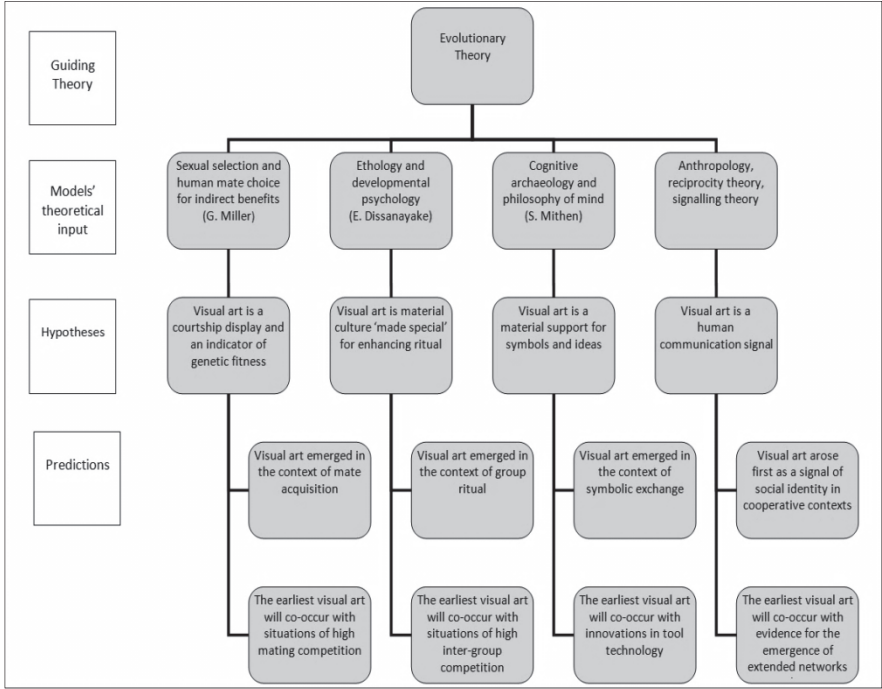 Guiding
Theory
Evolutionary
Theory
Models'
theoretical
input
Sexual selection and
human mate choice
for indirect benefits
(G. Miller)
Ethology and
developmental
psychology
(E. Dissanayake)
Cognitive
archaeology and
philosophy of mind
(S. Mithen)
Anthropology,
reciprocity theory,
signalling theory
Hypotheses
Visual art is a
courtship display and
an indicator of
genetic fitness
Visual art is material
culture 'made special'
for enhancing ritual
Visual art is a
material support for
symbols and ideas
Visual art is a
human
communication signal
Predictions
Visual art emerged in
the context of mate
acquisition
Visual art emerged in
the context of group
ritual
Visual art emerged in
the context of
symbolic exchange
Visual art arose
first as a signal of
social identity in
cooperative contexts
The earliest visual art
will co-occur with
situations of high
mating competition
The earliest visual art
will co-occur with
situations of high
inter-group
competition
The earliest visual art
will co-occur with
innovations in tool
technology
The earliest visual art
will co-occur with
evidence for the
emergence of
extended networks